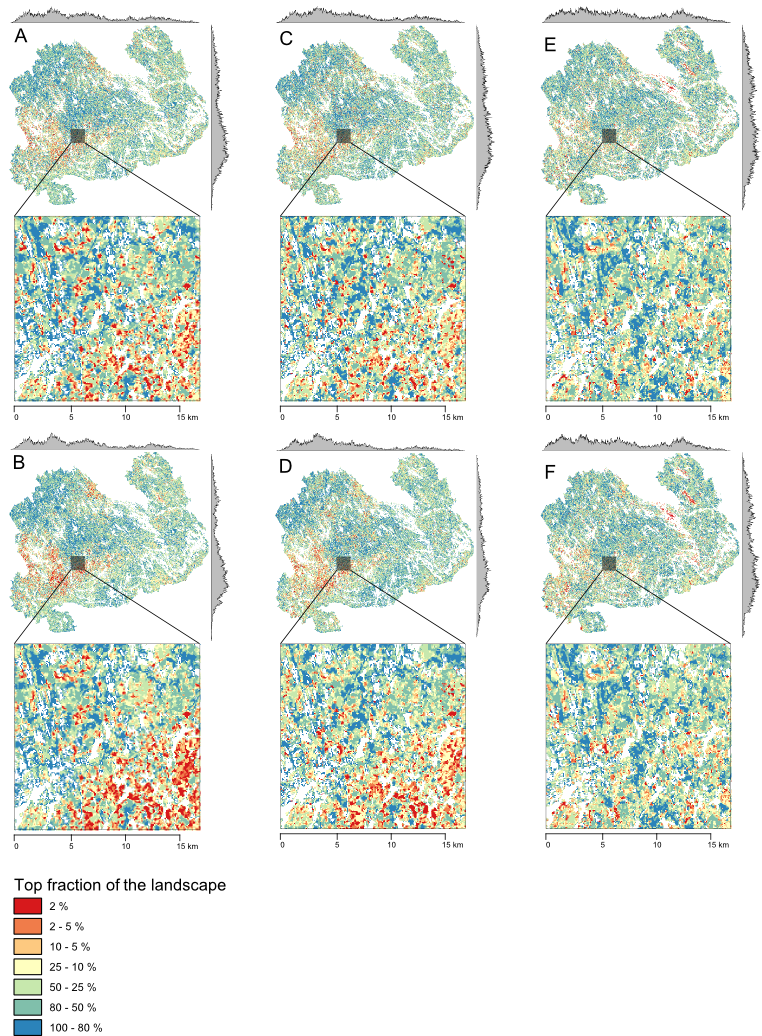 A
C
E
0 5 10 15 km
0 5 10 15 km
0 5 10 15 km
B
D
F
0 5 10 15 km
0 5 10 15 km
0 5 10 15 km
Top fraction of the landscape
2 %
2 - 5 %
10 - 5 %
25 - 10 %
50 - 25 %
80 - 50 %
100 - 80 %